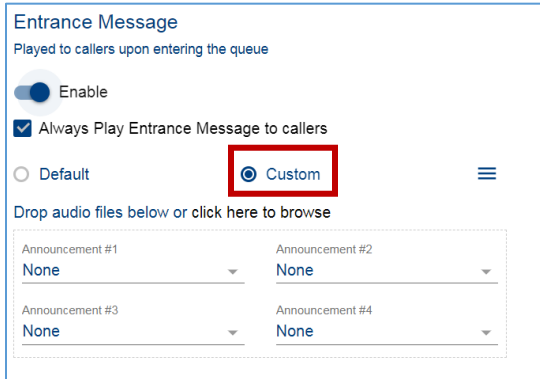 Entrance Message
Played to callers upon entering the queue
Enable
Always Play Entrance Message to callers
Default Custom
Drop audio files below or click here to browse
Announcement #1 Announcement #2
None None
Announcement #3 Announcement #4
None None